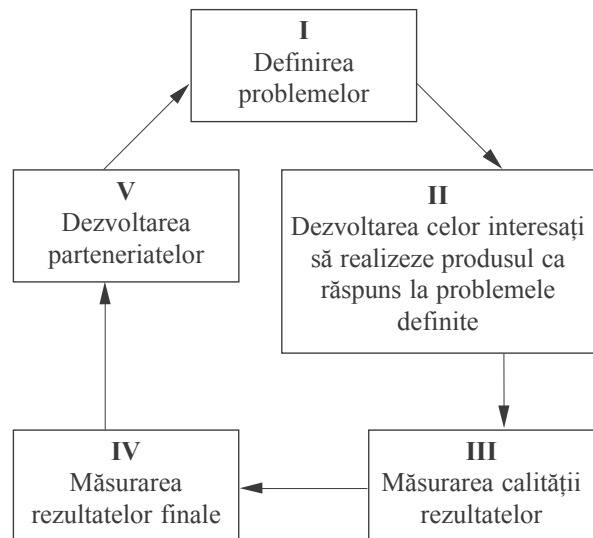 I
Definirea
problemelor
II
Dezvoltarea celor interesați
să realizeze produsul ca
răspuns la problemele
definite
III
Măsurarea calității
rezultatelor
IV
Măsurarea
rezultatelor finale
V
Dezvoltarea
parteneriatelor